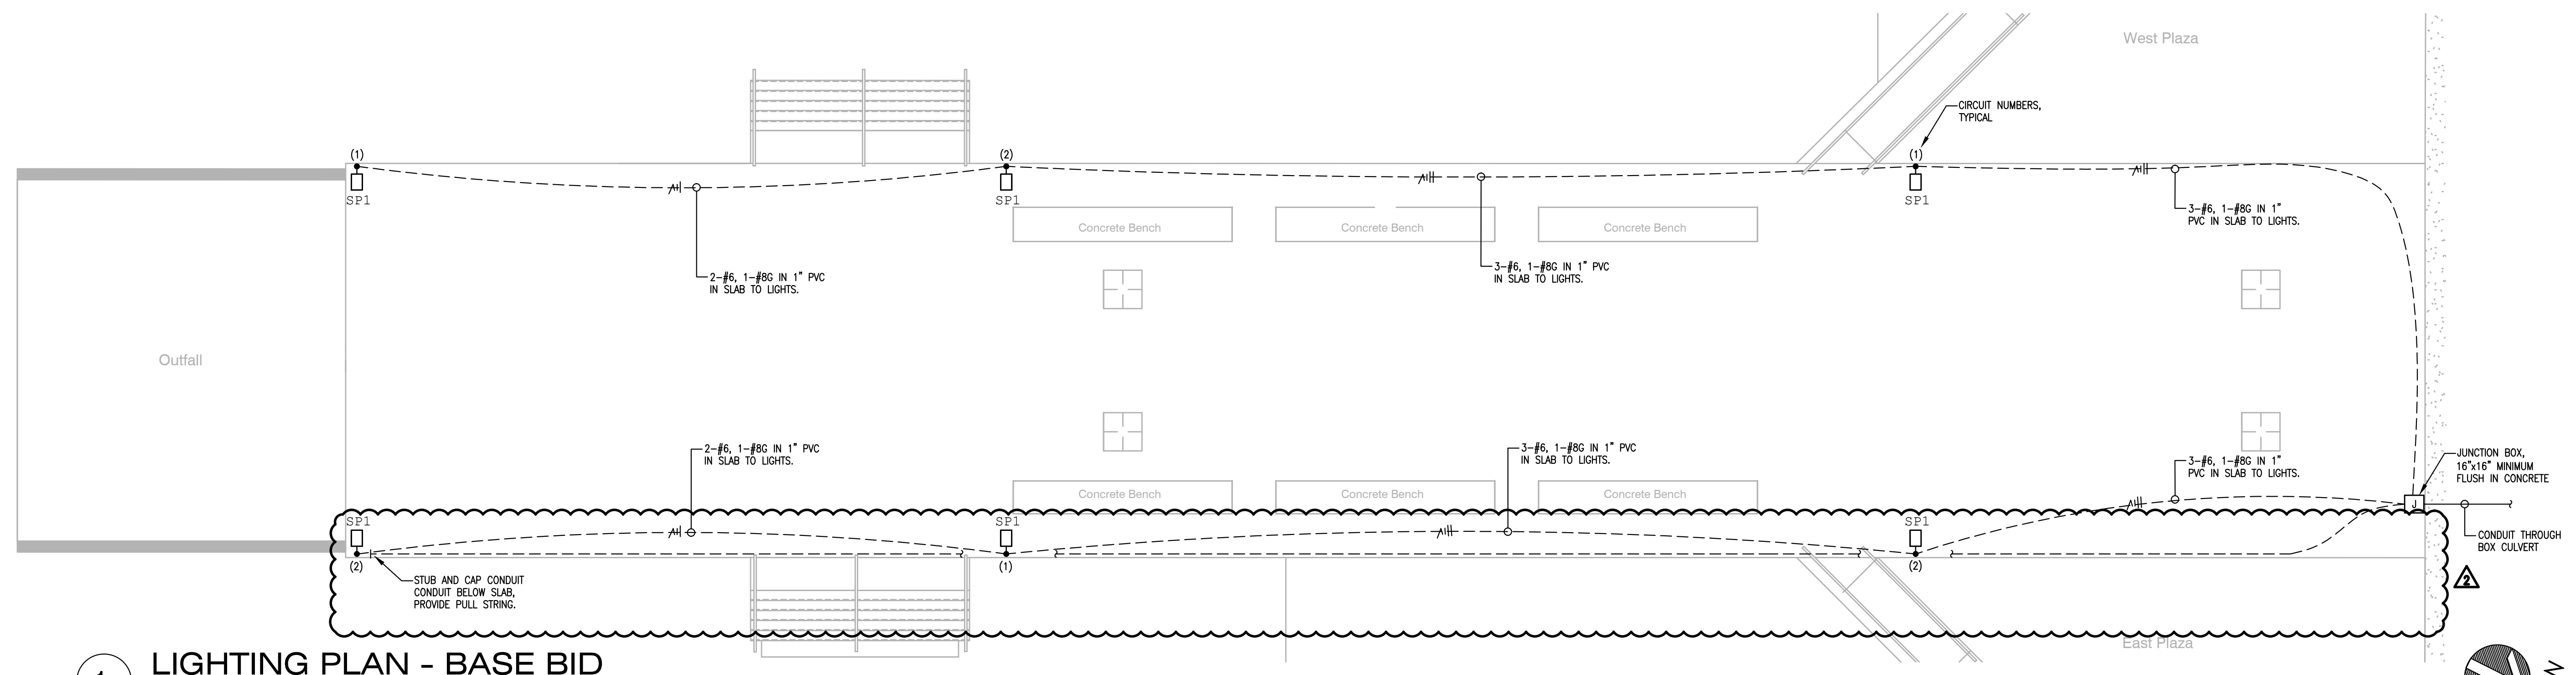 West Plaza
CIRCUIT NUMBERS,
TYPICAL
(1)
SP1
(2)
SP1
(1)
SP1
3-#6, 1-#8G IN 1"
PVC IN SLAB TO LIGHTS.
Concrete Bench
Concrete Bench
Concrete Bench
2-#6, 1-#8G IN 1" PVC
IN SLAB TO LIGHTS.
3-#6, 1-#8G IN 1" PVC
IN SLAB TO LIGHTS.
Outfall
2-#6, 1-#8G IN 1" PVC
IN SLAB TO LIGHTS.
3-#6, 1-#8G IN 1" PVC
IN SLAB TO LIGHTS.
3-#6, 1-#8G IN 1"
PVC IN SLAB TO LIGHTS.
JUNCTION BOX,
16"x16" MINIMUM
FLUSH IN CONCRETE
Concrete Bench
Concrete Bench
Concrete Bench
J
SP1
SP1
SP1
(2)
(1)
(2)
CONDUIT THROUGH
BOX CULVERT
STUB AND CAP CONDUIT
CONDUIT BELOW SLAB,
PROVIDE PULL STRING.
2
East Plaza
1
LIGHTING PLAN - BASE BID
N